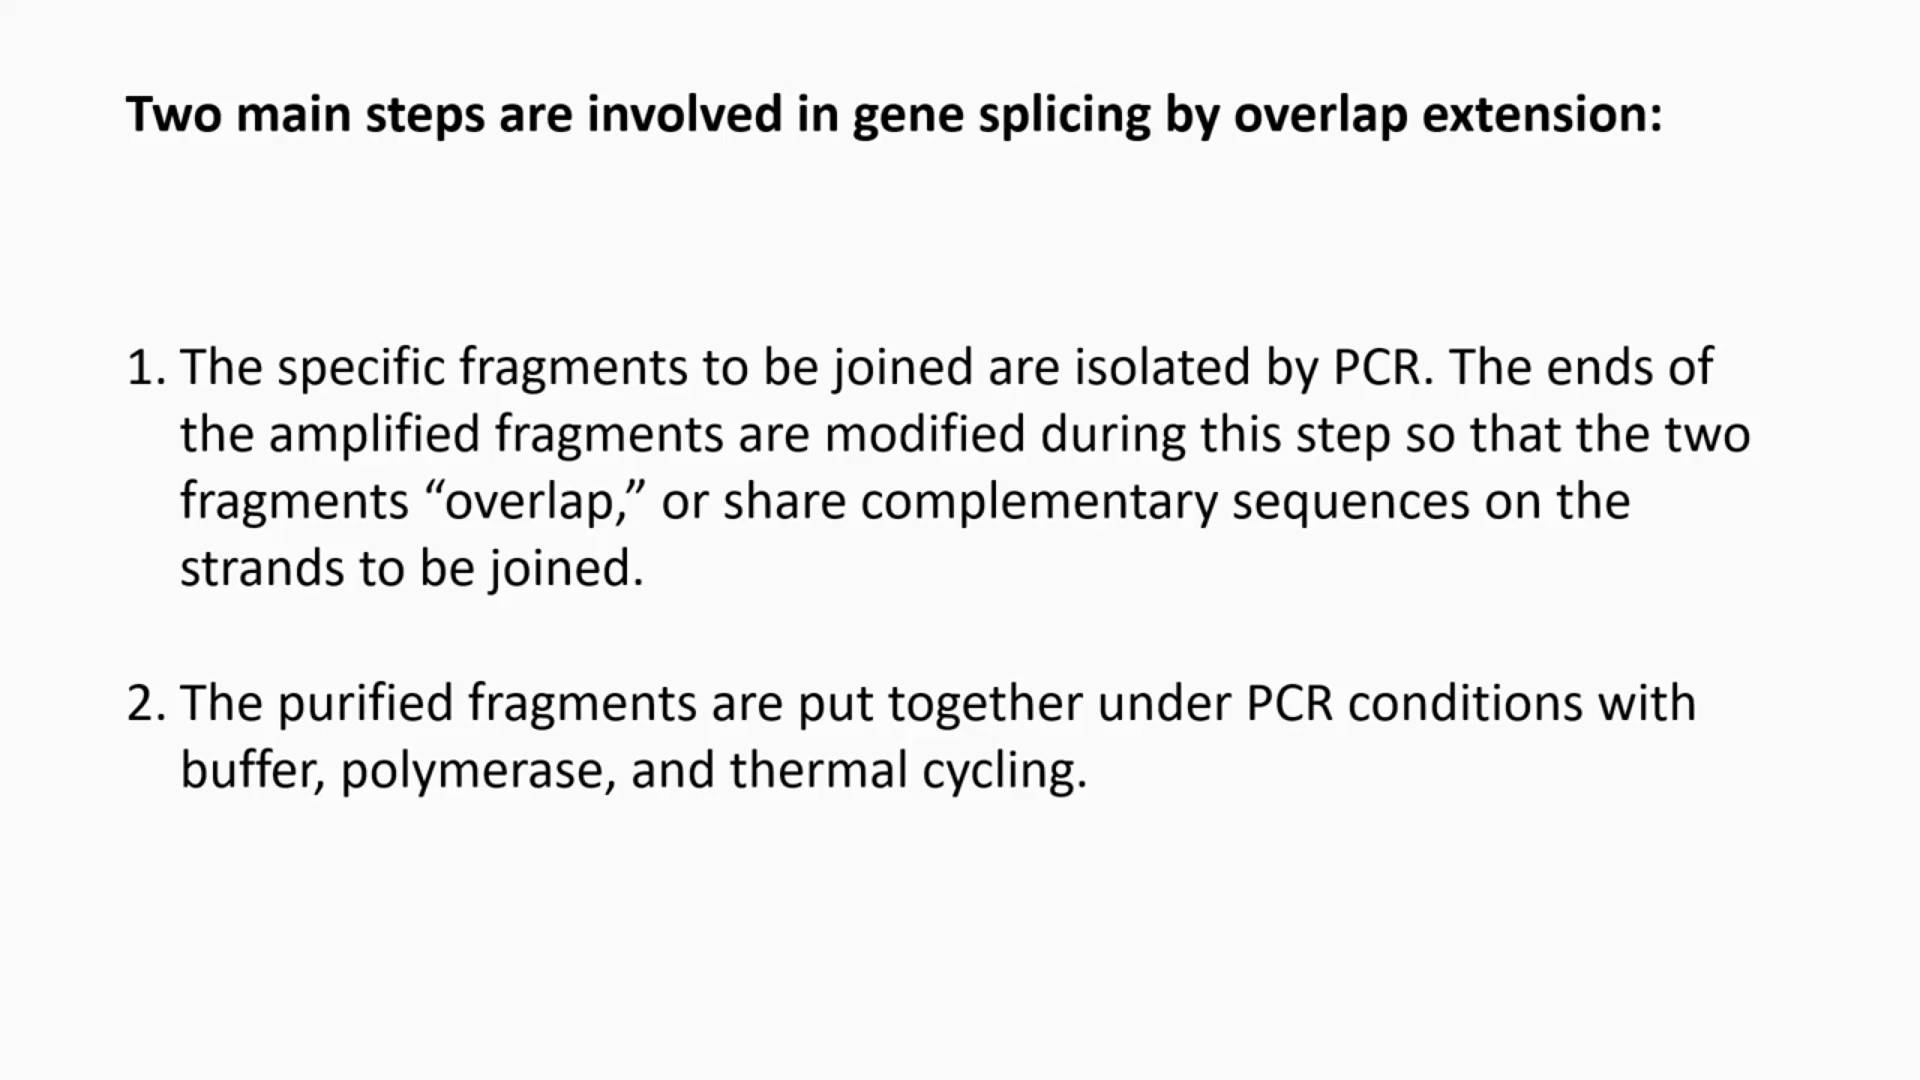 Two main steps are involved in gene splicing by overlap extension:
1. The specific fragments to be joined are isolated by PCR. The ends of
the amplified fragments are modified during this step so that the two
fragments “overlap,” or share complementary sequences on the
strands to be joined.
2. The purified fragments are put together under PCR conditions with
buffer, polymerase, and thermal cycling.